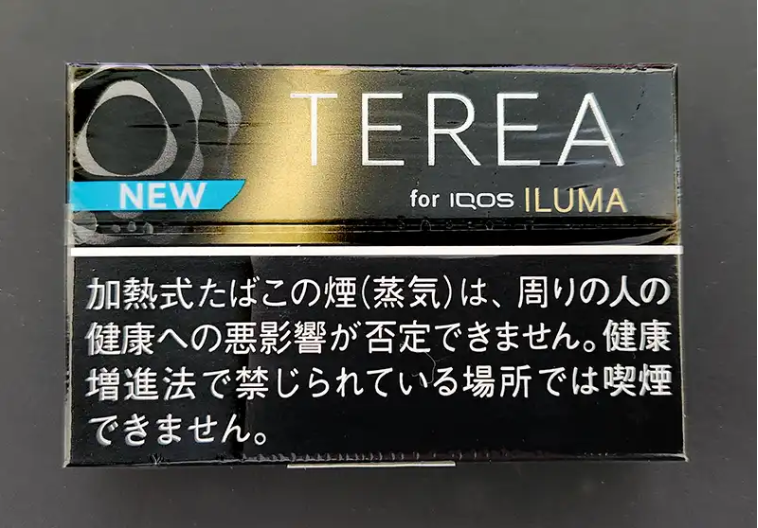 TEREA
NEW
for IQOS ILUMA
加熱式たばこの煙(蒸気)は、周りの人の
健康への悪影響が否定できません。健康
増進法で禁じられている場所では喫煙
できません。